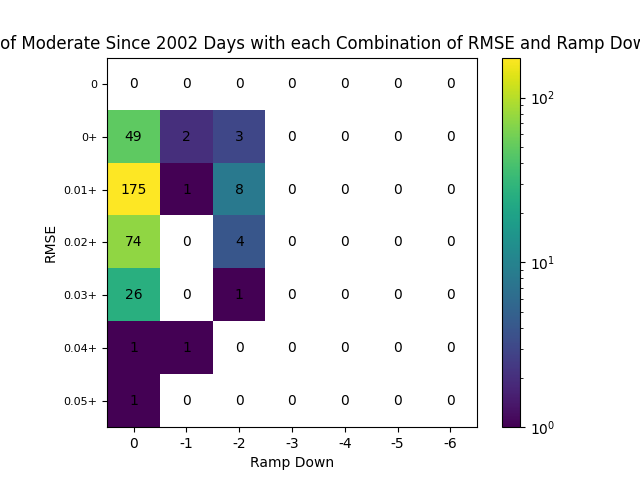 of Moderate Since 2002 Days with each Combination of RMSE and Ramp
0 0 0 0 0 0 0 0
0+ 49 2 3 0 0 0 0
0.01+ 175 1 8 0 0 0 0
0.02+ 74 0 4 0 0 0 0
0.03+ 26 0 1 0 0 0 0
0.04+ 1 1 0 0 0 0 0
0.05+ 1 0 0 0 0 0 0
0 -1 -2 -3 -4 -5 -6
Ramp Down
RMSE
10²
10¹
10⁰